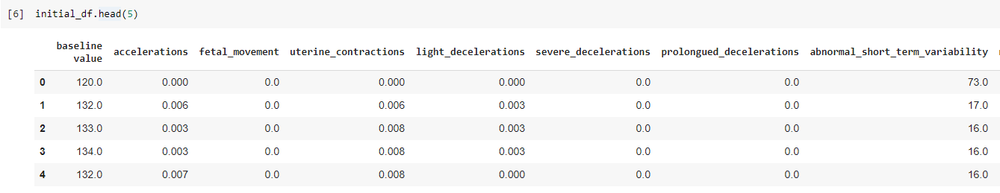 [6] initial_df.head(5)
baseline value accelerations fetal_movement uterine_contractions light_decelerations severe_decelerations prolongued_decelerations abnormal_short_term_variability
0 120.0 0.000 0.0 0.000 0.000 0.0 0.0 73.0
1 132.0 0.006 0.0 0.006 0.003 0.0 0.0 17.0
2 133.0 0.003 0.0 0.008 0.003 0.0 0.0 16.0
3 134.0 0.003 0.0 0.008 0.003 0.0 0.0 16.0
4 132.0 0.007 0.0 0.008 0.000 0.0 0.0 16.0